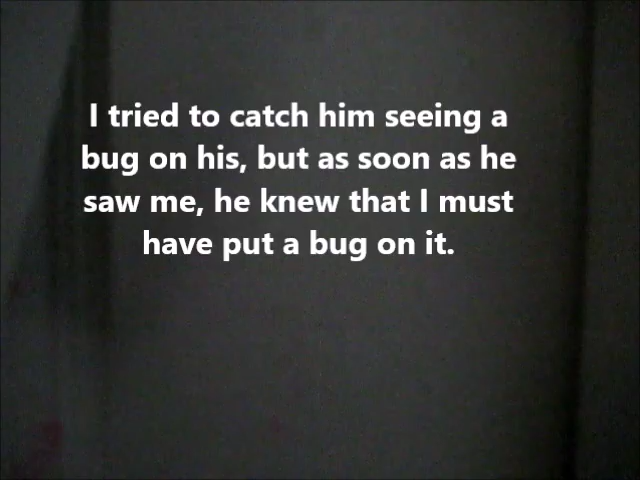 I tried to catch him seeing a
bug on his, but as soon as he
saw me, he knew that I must
have put a bug on it.